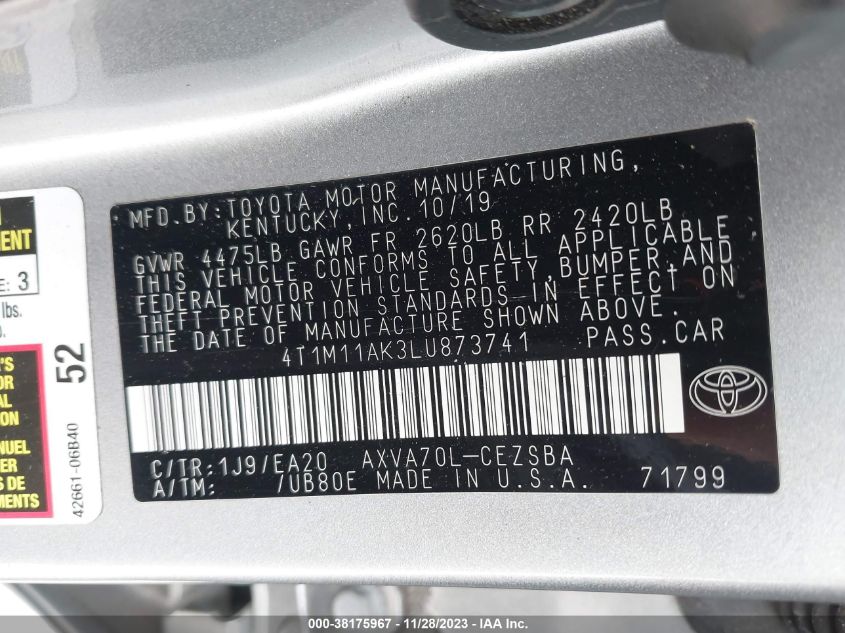 MFD. BY: TOYOTA MOTOR MANUFACTURING,
KENTUCKY, INC. 10/19
GVWR 4475LB GAWR FR 2620LB RR 2420LB
THIS VEHICLE CONFORMS TO ALL APPLICABLE
FEDERAL MOTOR VEHICLE SAFETY, BUMPER, AND
THEFT PREVENTION STANDARDS IN EFFECT ON
THE DATE OF MANUFACTURE SHOWN ABOVE.
4T1M11AK3LU873741 PASS. CAR
C/TR: 1J9/EA20 AXVA70L-CEZSBA
A/TM: /UB80E MADE IN U.S.A. 71799
3
lbs.
52
42661-06B40
000-38175967 | 11/28/2023 | IAA Inc.